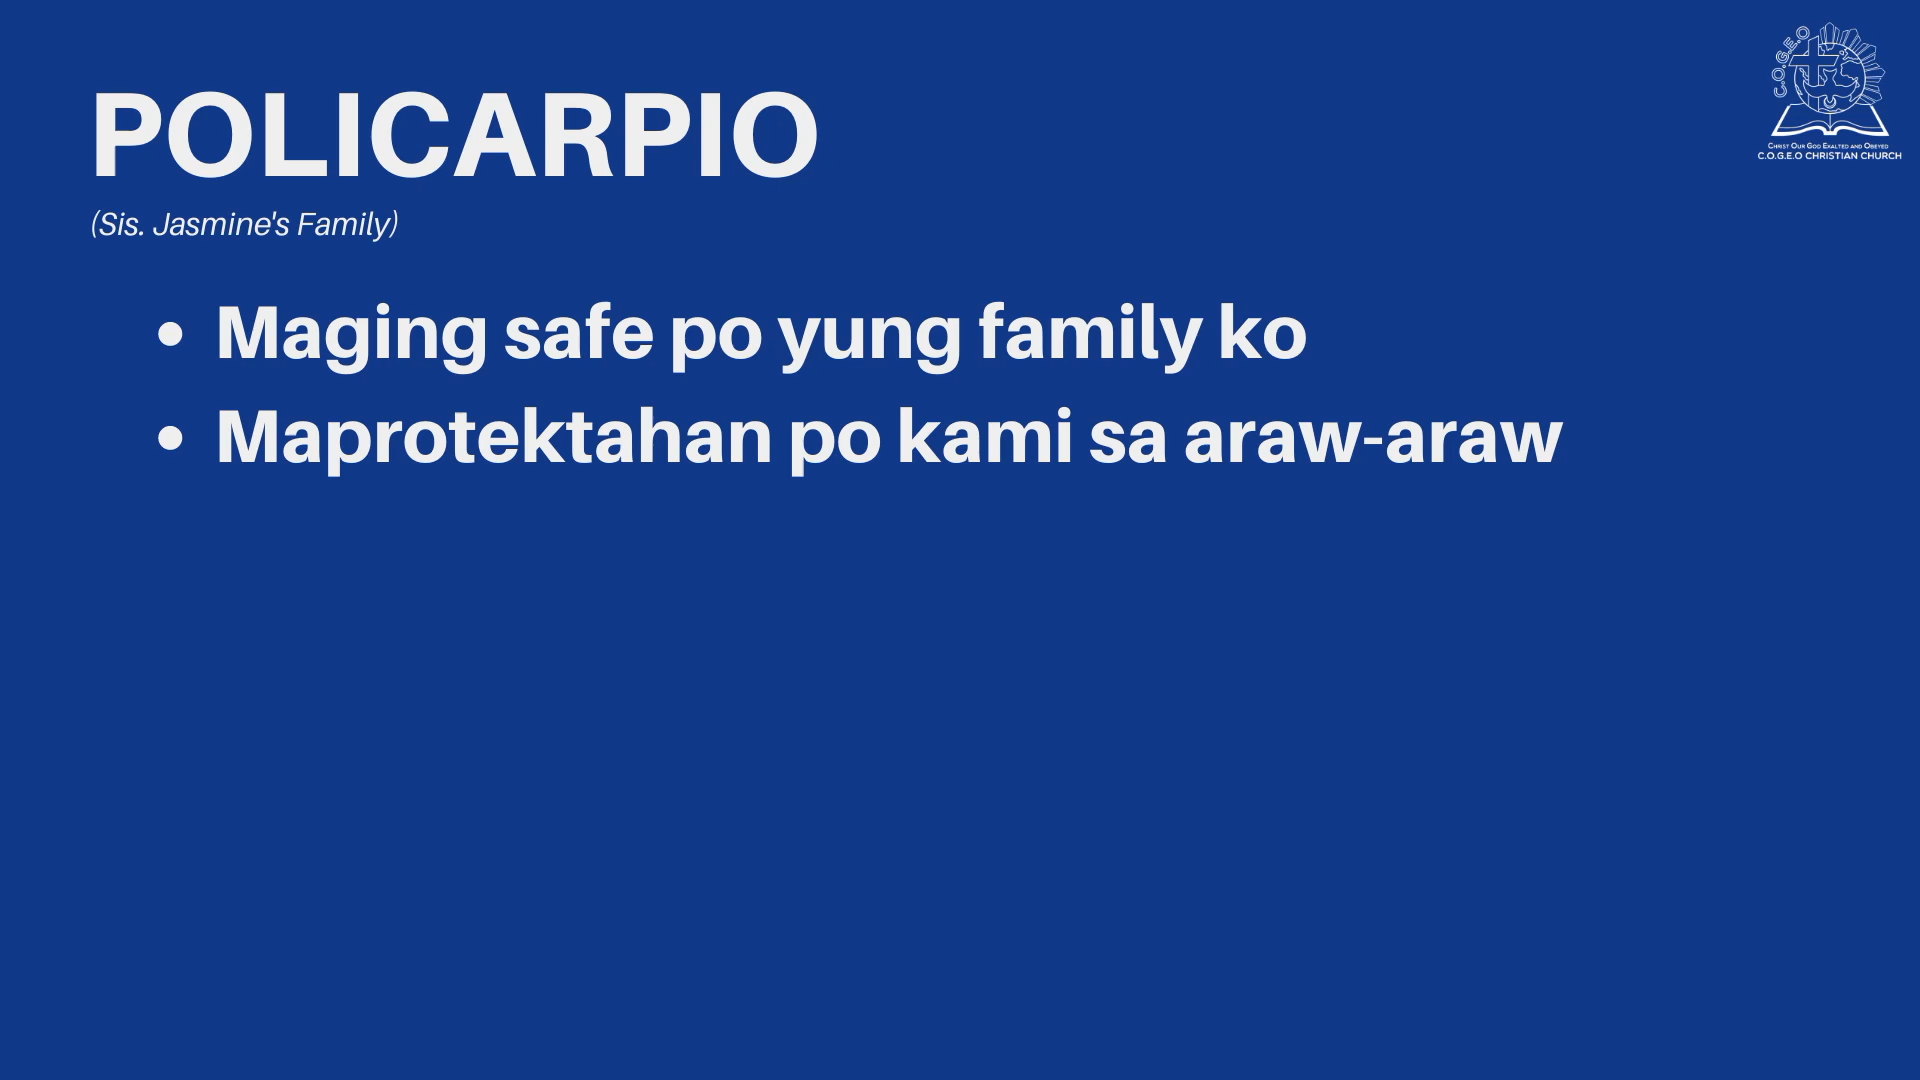 C.O.G.E.O
POLICARPIO
Christ Our God Exalted and Obeyed
C.O.G.E.O CHRISTIAN CHURCH
(Sis. Jasmine's Family)
• Maging safe po yung family ko
• Maprotektahan po kami sa araw-araw